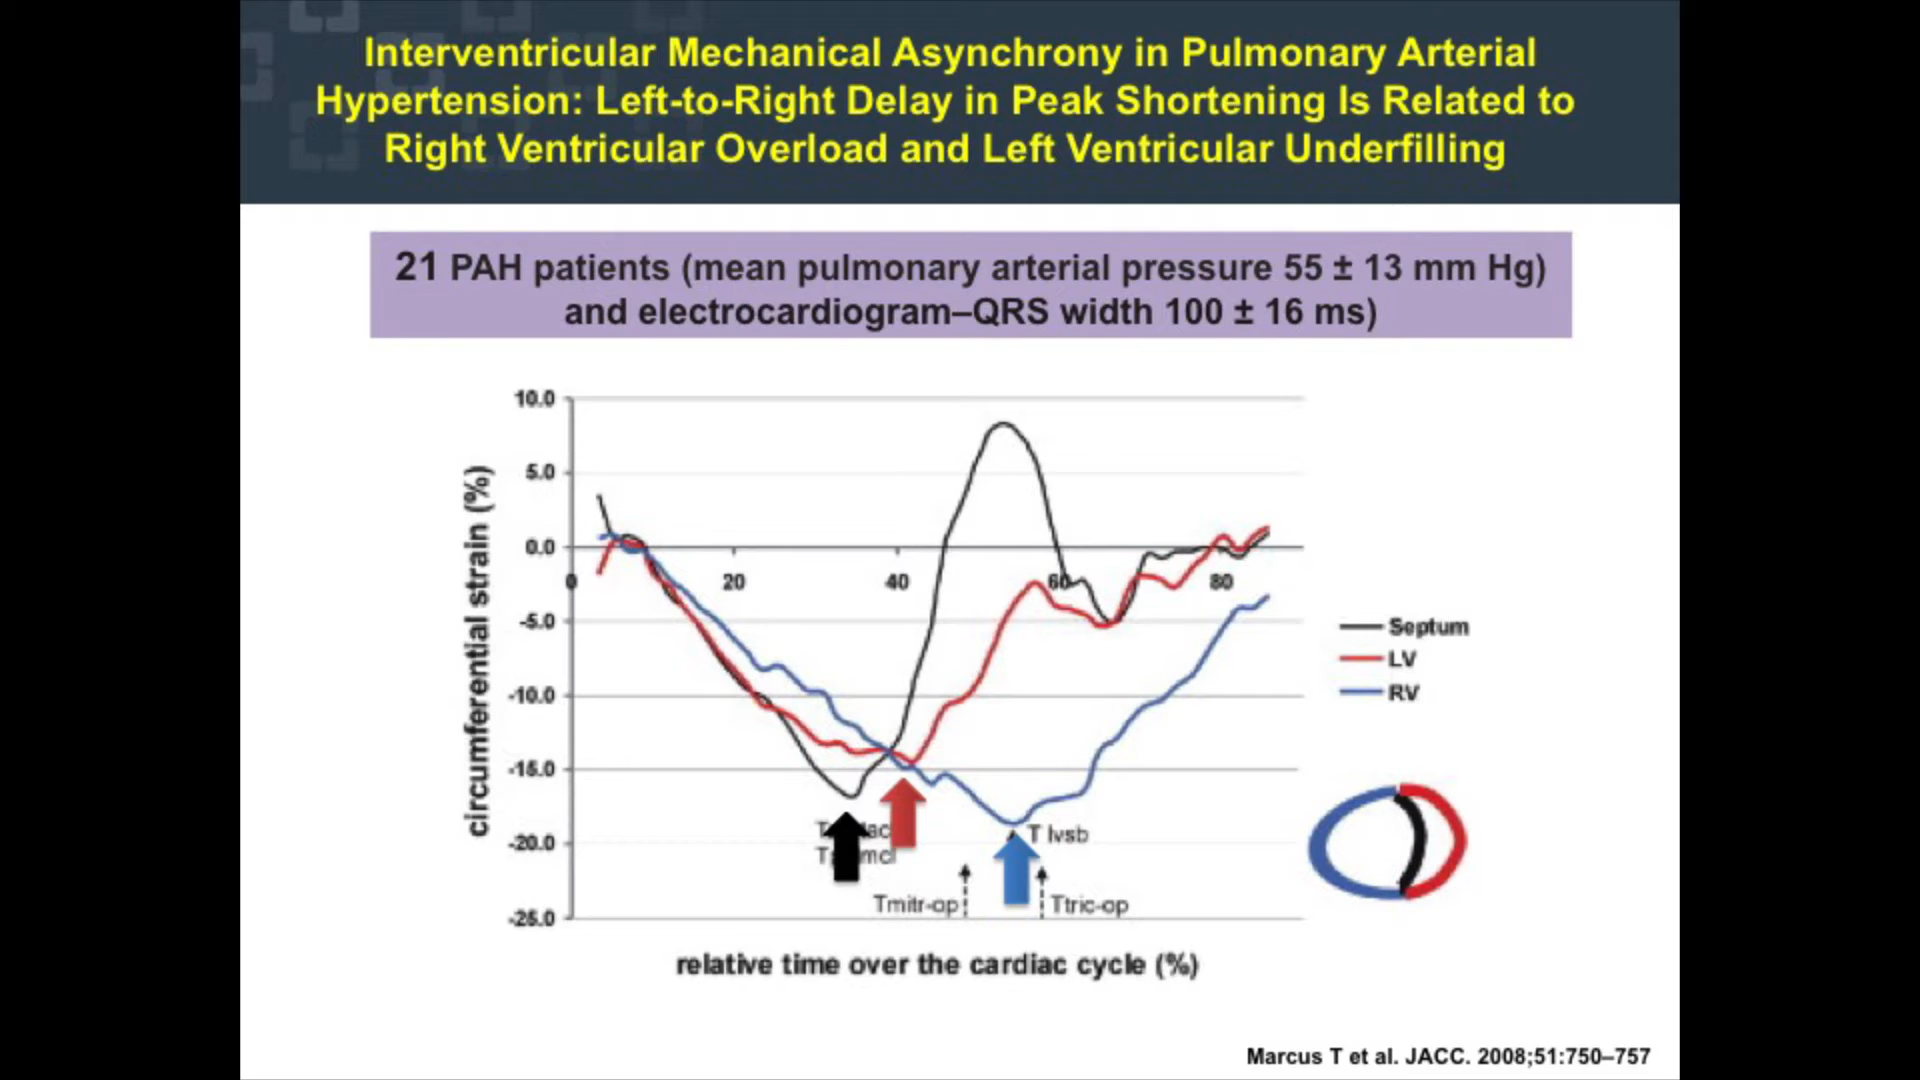 Interventricular Mechanical Asynchrony in Pulmonary Arterial
Hypertension: Left-to-Right Delay in Peak Shortening Is Related to
Right Ventricular Overload and Left Ventricular Underfilling
21 PAH patients (mean pulmonary arterial pressure 55 ± 13 mm Hg)
and electrocardiogram–QRS width 100 ± 16 ms)
circumferential strain (%)
10.0
5.0
0.0
-5.0
-10.0
-15.0
-20.0
-25.0
0 20 40 60 80
T lvsb
Tmitr-op
Ttric-op
relative time over the cardiac cycle (%)
Septum
LV
RV
Marcus T et al. JACC. 2008;51:750–757